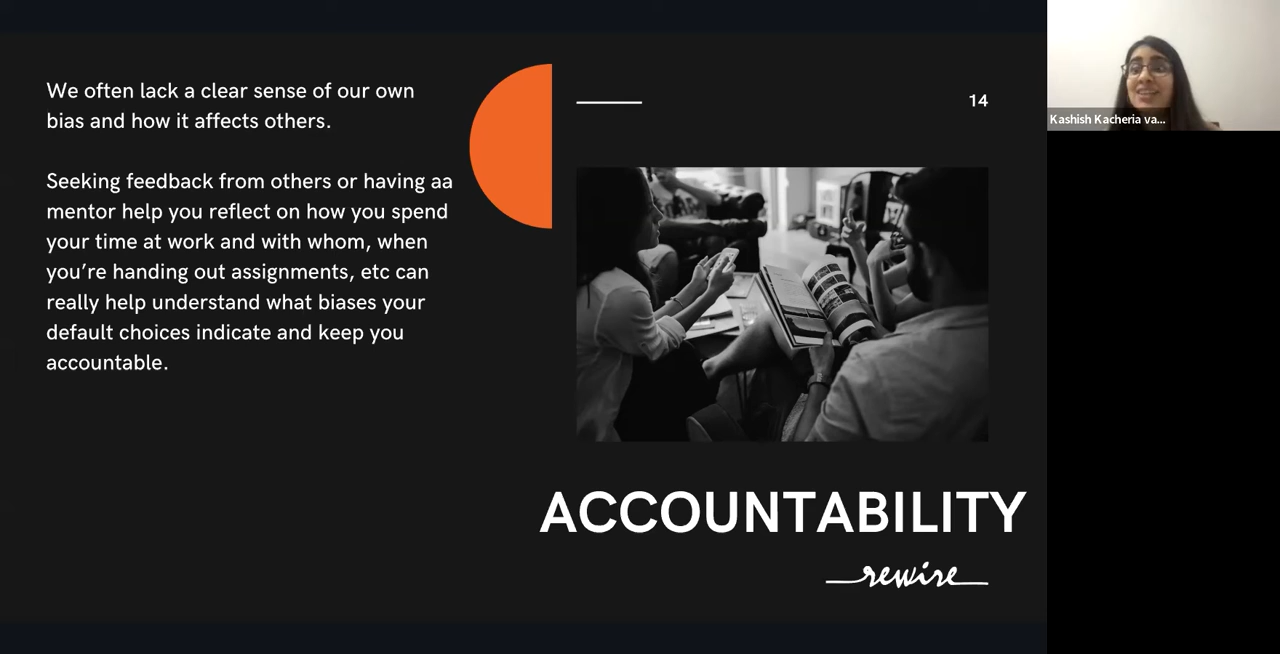 We often lack a clear sense of our own
bias and how it affects others.
Seeking feedback from others or having aa
mentor help you reflect on how you spend
your time at work and with whom, when
you’re handing out assignments, etc can
really help understand what biases your
default choices indicate and keep you
accountable.
14
ACCOUNTABILITY
rewire
Kashish Kacheria va...